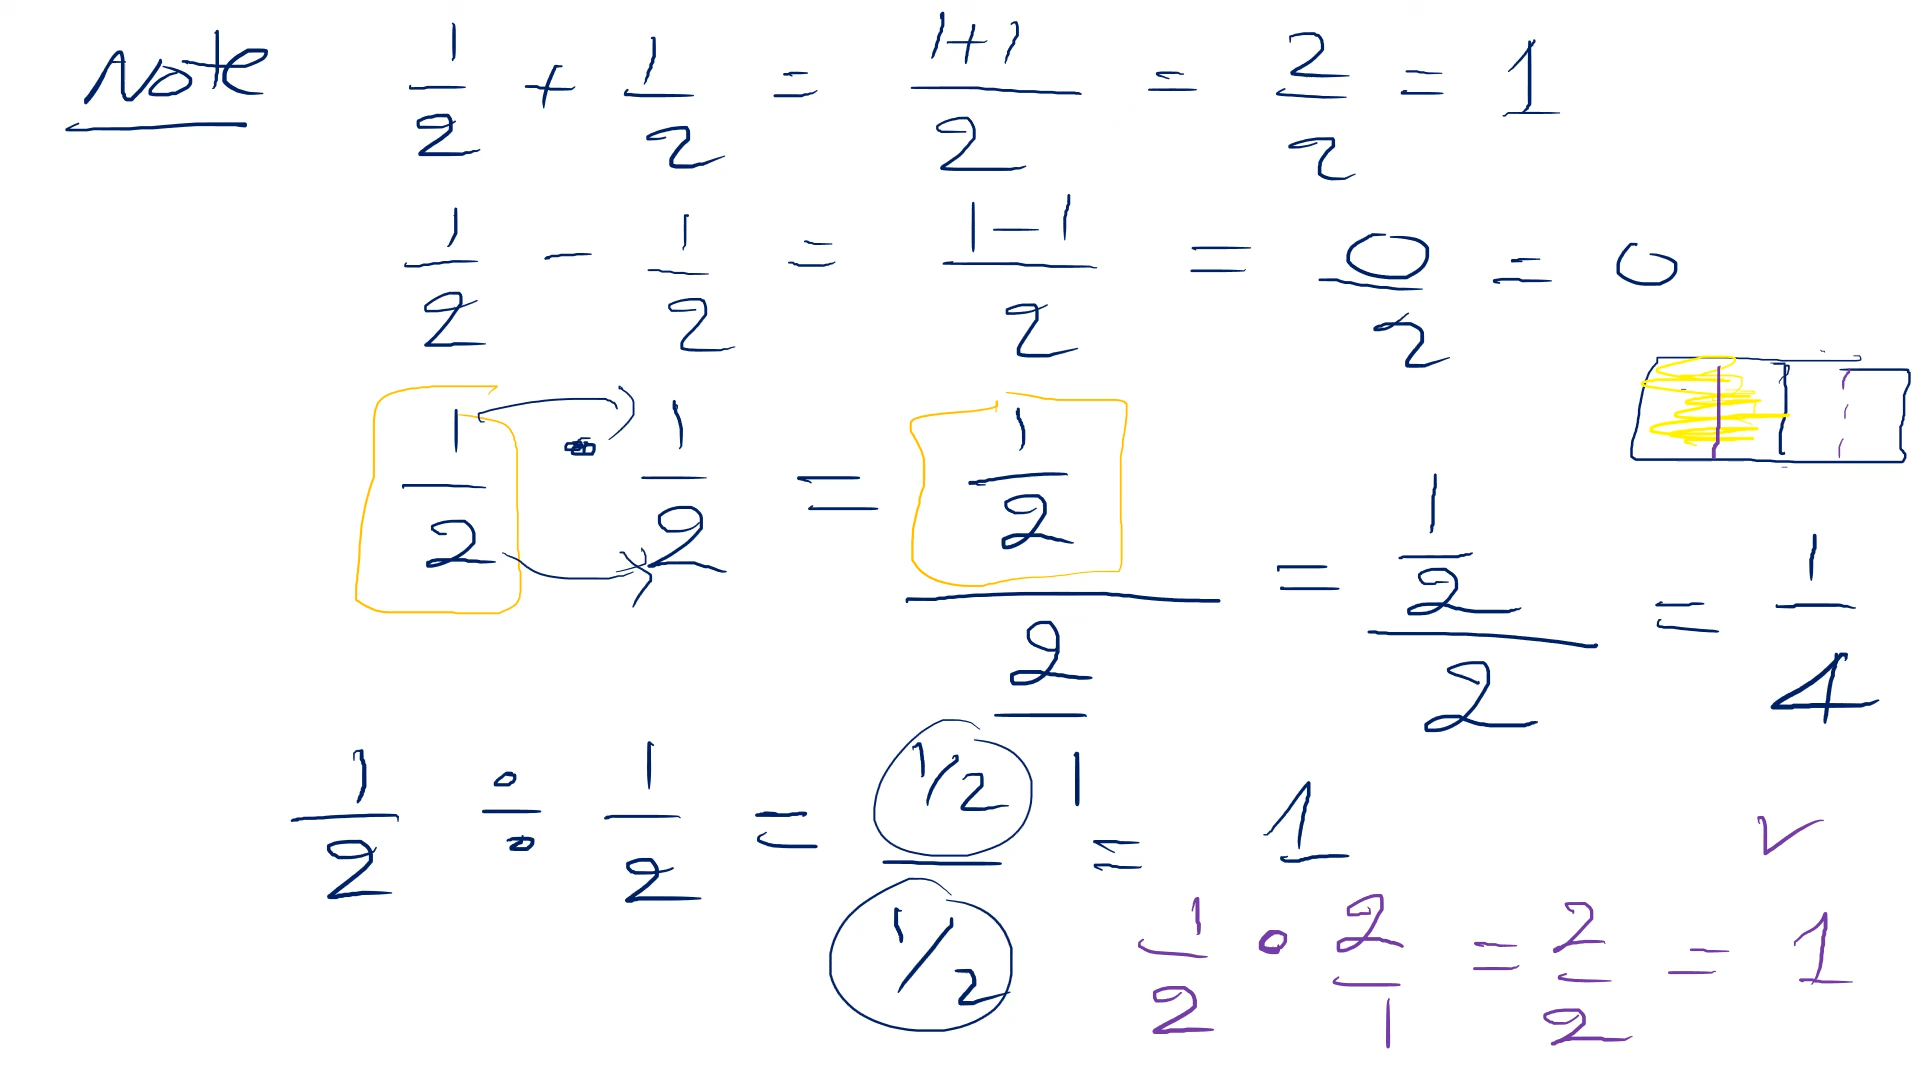 Note 1/2 + 1/2 = (1+1)/2 = 2/2 = 1
1/2 - 1/2 = (1-1)/2 = 0/2 = 0
1/2 · 1/2 = (1/2)/2 = (1/2)/2 = 1/4
1/2 ÷ 1/2 = (1/2)/(1/2) 1 = 1
1/2 · 2/1 = 2/2 = 1